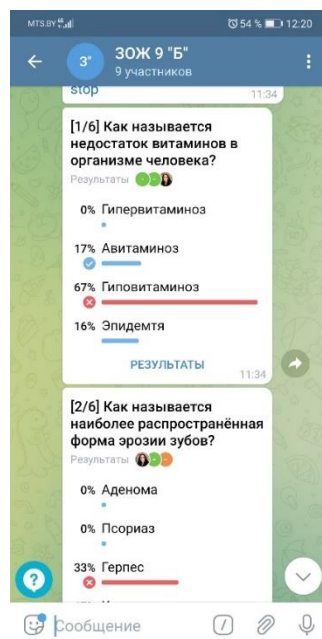 MTS.BY
54 % 12:20
3"
ЗОЖ 9 "Б"
9 участников
stop
11:34
[1/6] Как называется
недостаток витаминов в
организме человека?
Результаты
0% Гипервитаминоз
17% Авитаминоз
67% Гиповитаминоз
16% Эпидемтя
РЕЗУЛЬТАТЫ
11:34
[2/6] Как называется
наиболее распространённая
форма эрозии зубов?
Результаты
0% Аденома
0% Псориаз
33% Герпес
?
Сообщение